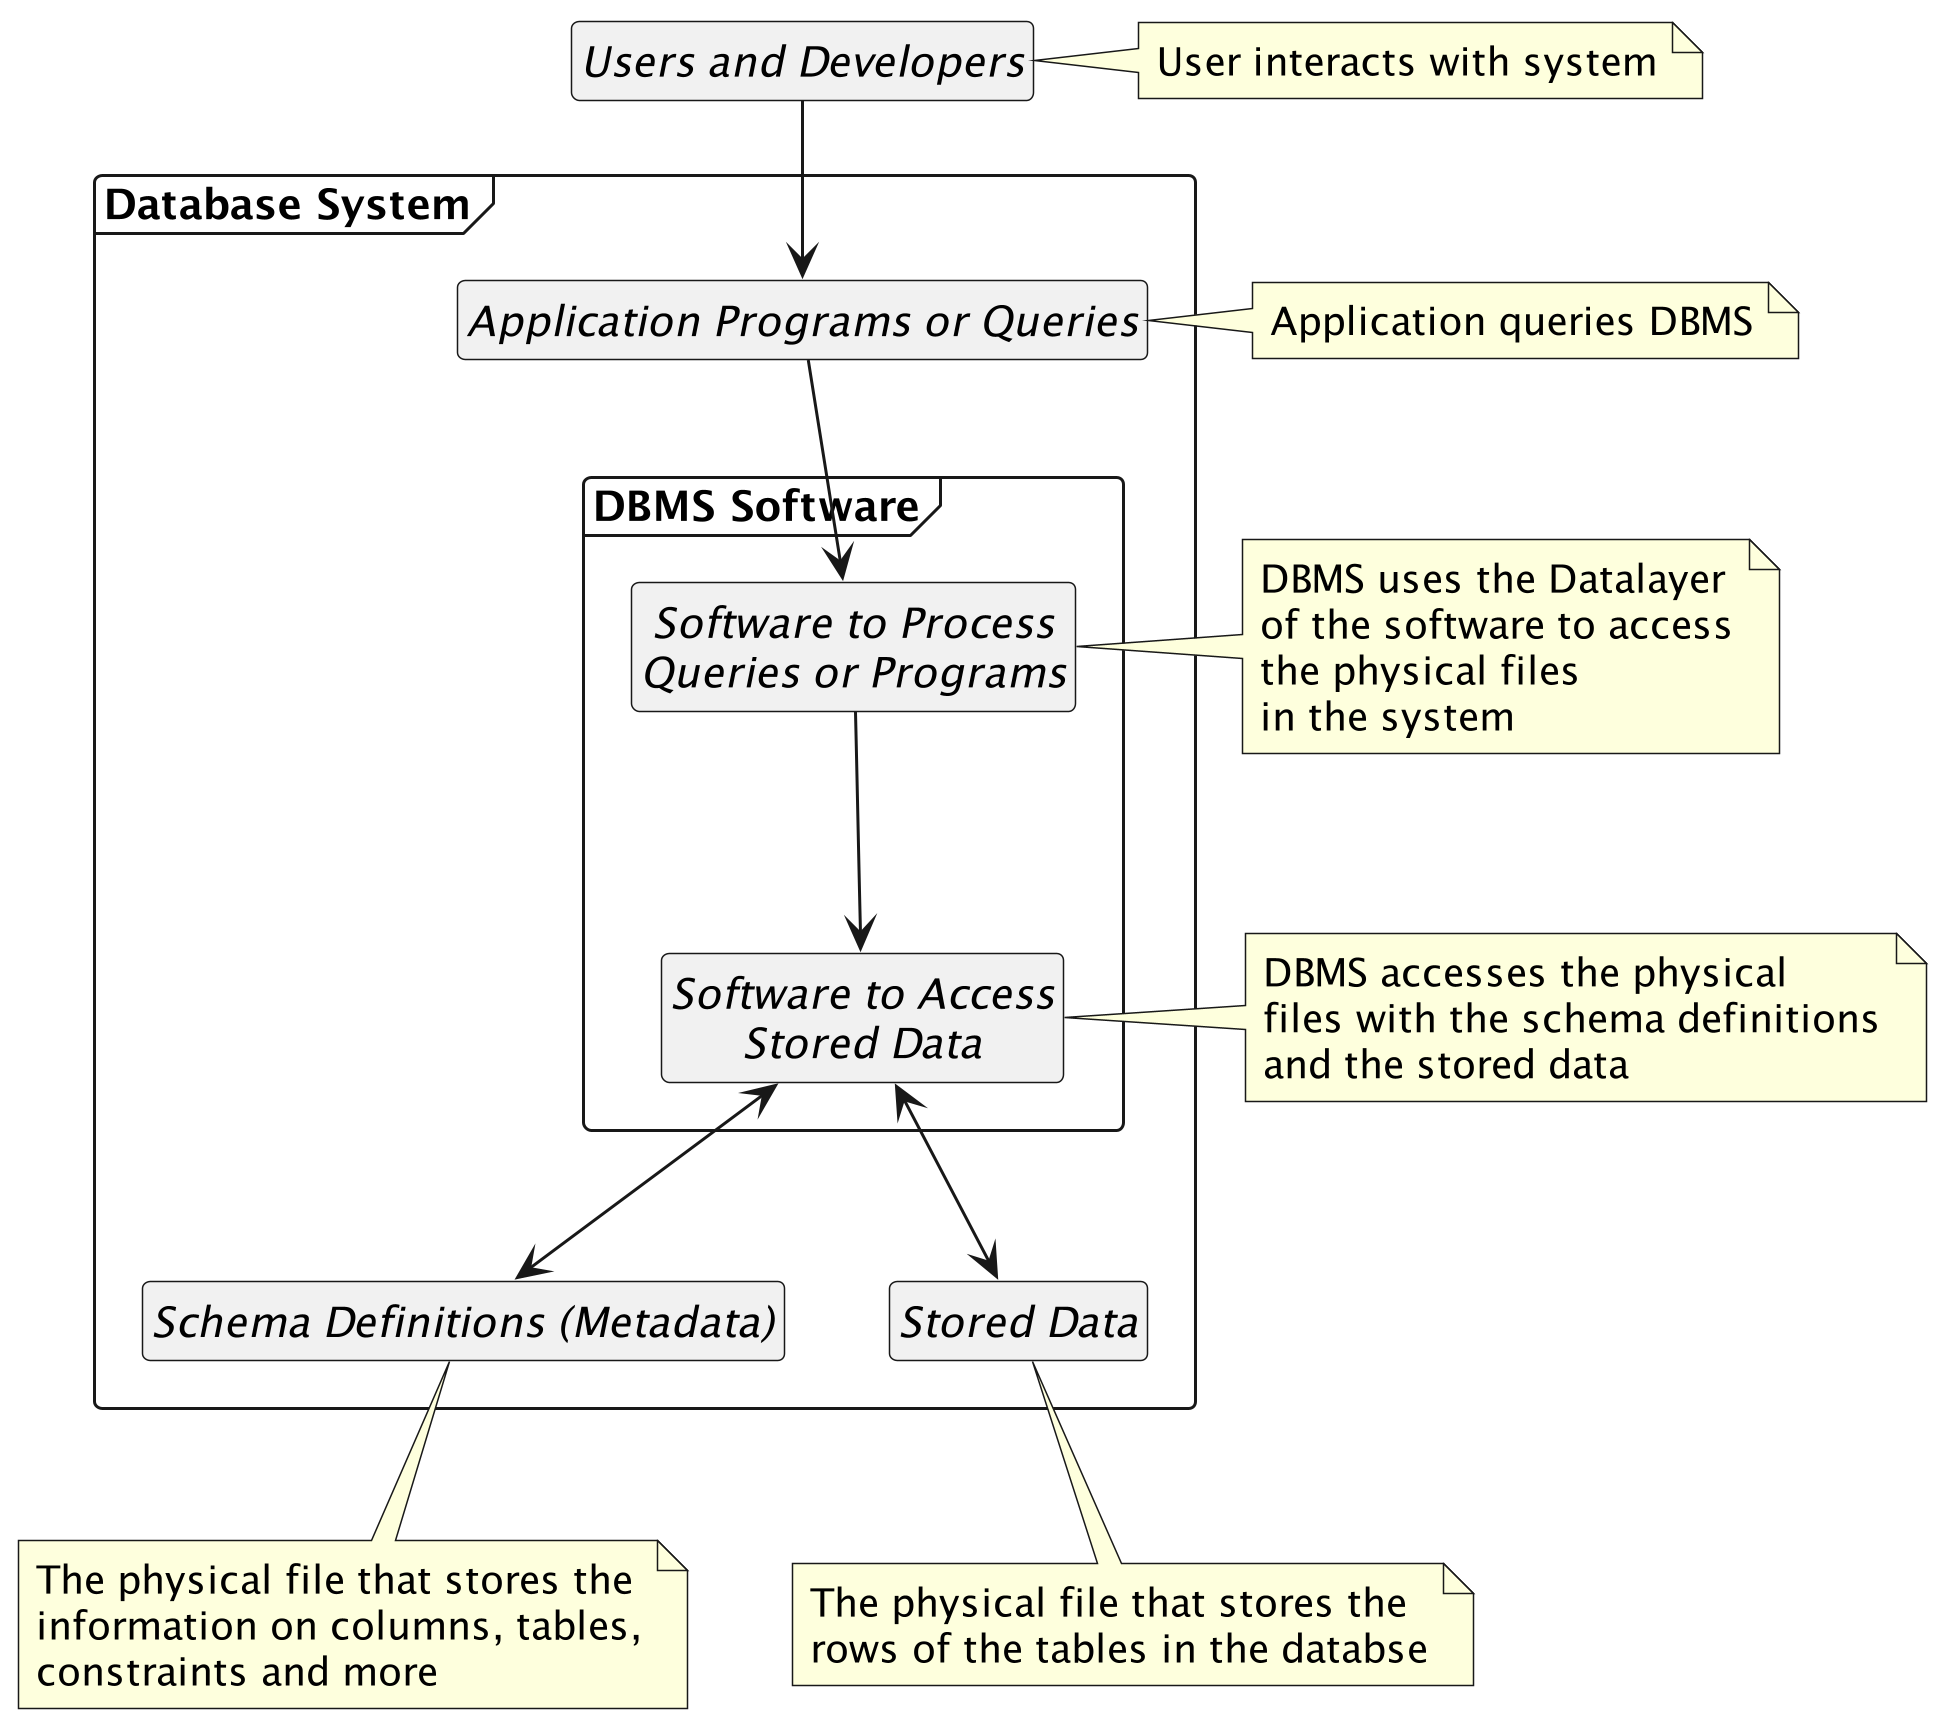 Users and Developers
User interacts with system
Database System
Application Programs or Queries
Application queries DBMS
DBMS Software
Software to Process
Queries or Programs
DBMS uses the Datalayer
of the software to access
the physical files
in the system
Software to Access
Stored Data
DBMS accesses the physical
files with the schema definitions
and the stored data
Schema Definitions (Metadata)
Stored Data
The physical file that stores the
information on columns, tables,
constraints and more
The physical file that stores the
rows of the tables in the databse